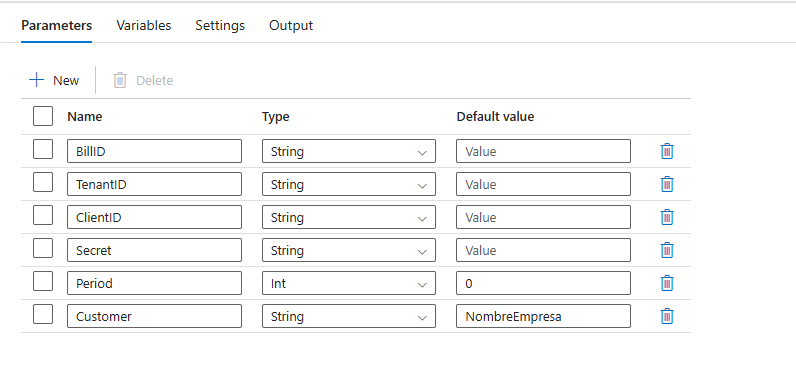 Parameters Variables Settings Output
New Delete
Name Type Default value
BillID String Value
TenantID String Value
ClientID String Value
Secret String Value
Period Int 0
Customer String NombreEmpresa